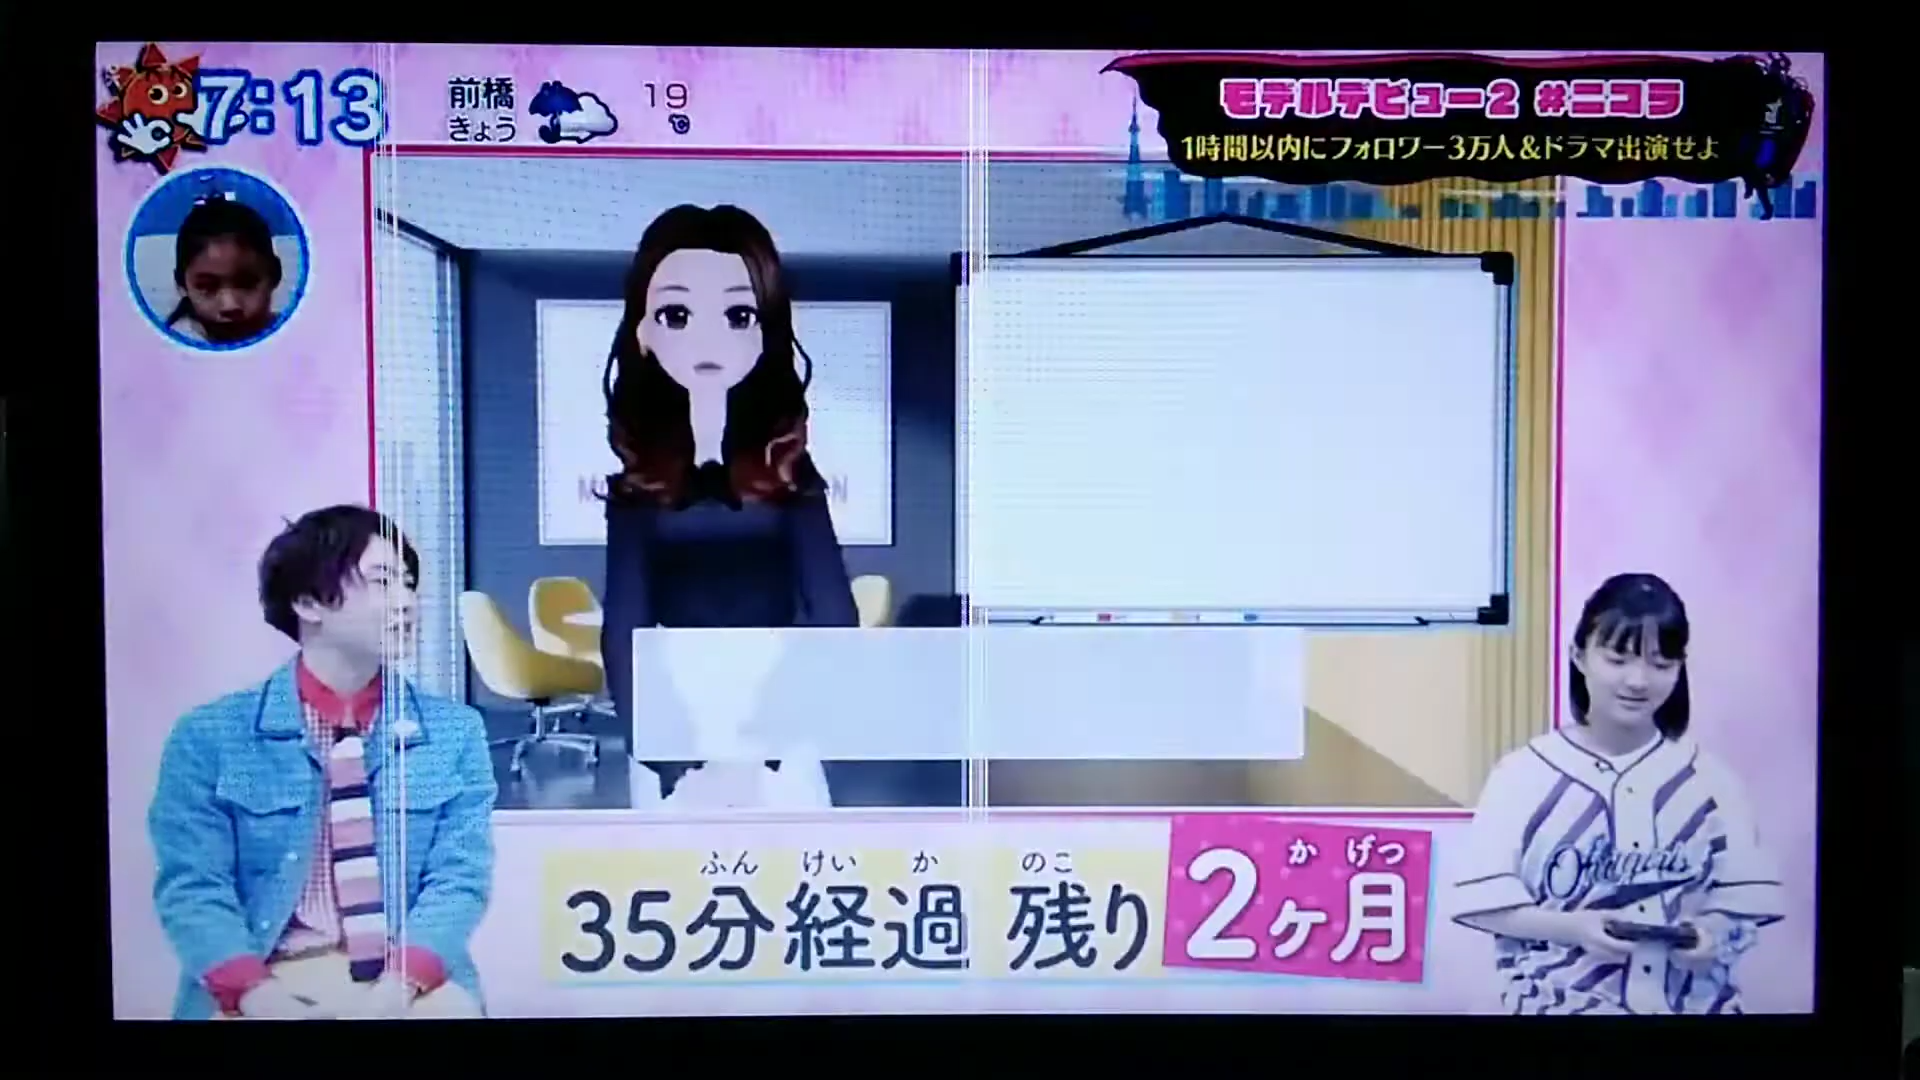 7:13
前橋
きょう
19
℃
モデルデビュー2 #ニコラ
1時間以内にフォロワー3万人&ドラマ出演せよ
ふん けい か のこ か げつ
35分経過 残り 2ヶ月